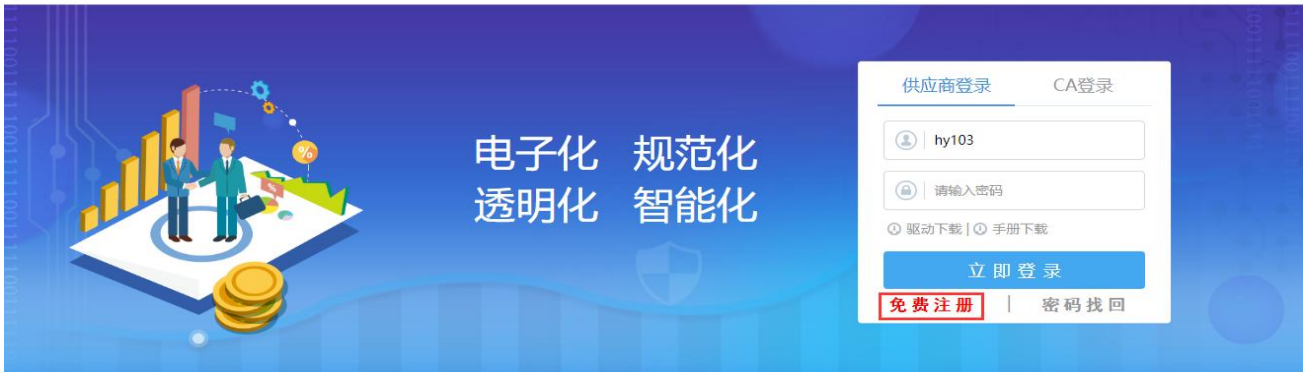 供应商登录 CA登录
电子化 规范化
透明化 智能化
hy103
请输入密码
驱动下载 | 手册下载
立即登录
免费注册 | 密码找回
%
%